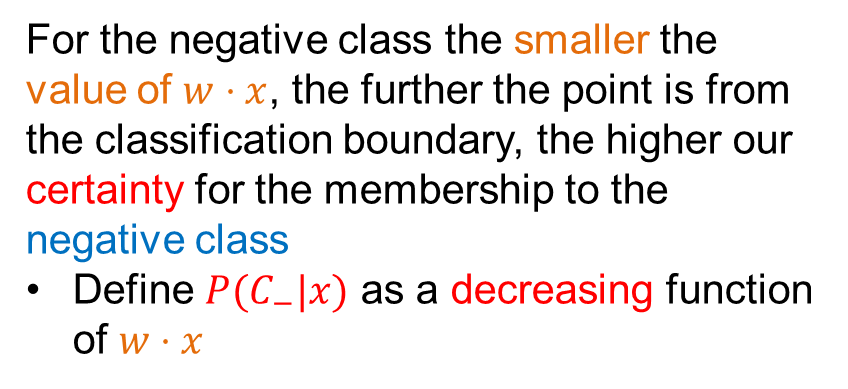 For the negative class the smaller the
value of w · x, the further the point is from
the classification boundary, the higher our
certainty for the membership to the
negative class
• Define P(C₋|x) as a decreasing function
of w · x